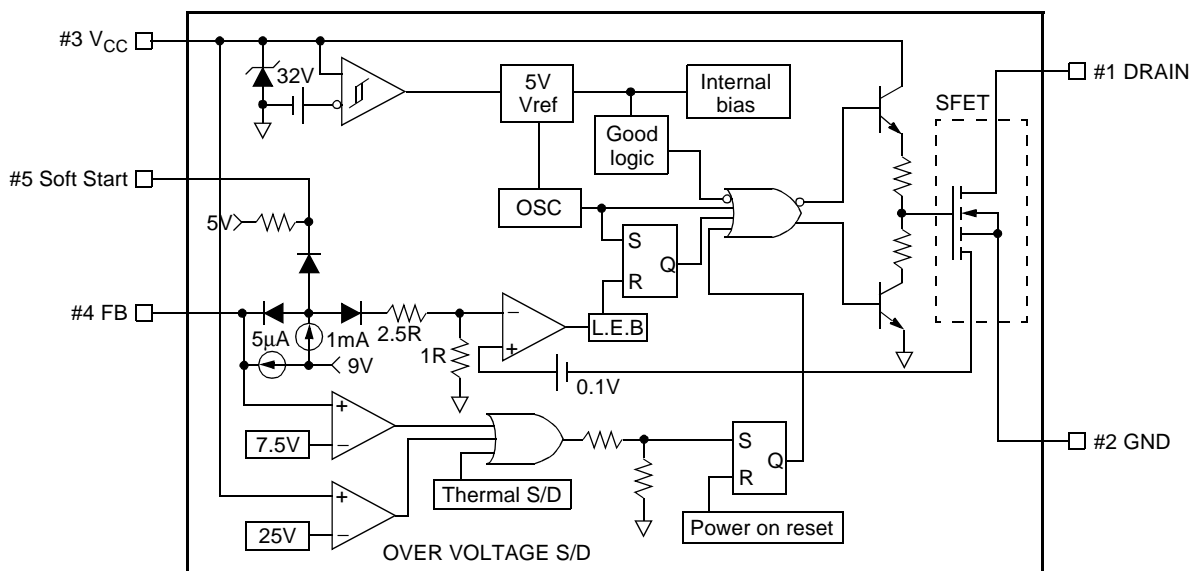 #3 VCC
#1 DRAIN
32V
5V
Vref
Internal
bias
SFET
Good
logic
#5 Soft Start
5V
OSC
S
R
Q
#4 FB
5µA
1mA
2.5R
1R
9V
−
+
L.E.B
0.1V
+
−
7.5V
Thermal S/D
S
R
Q
#2 GND
+
−
25V
Power on reset
OVER VOLTAGE S/D